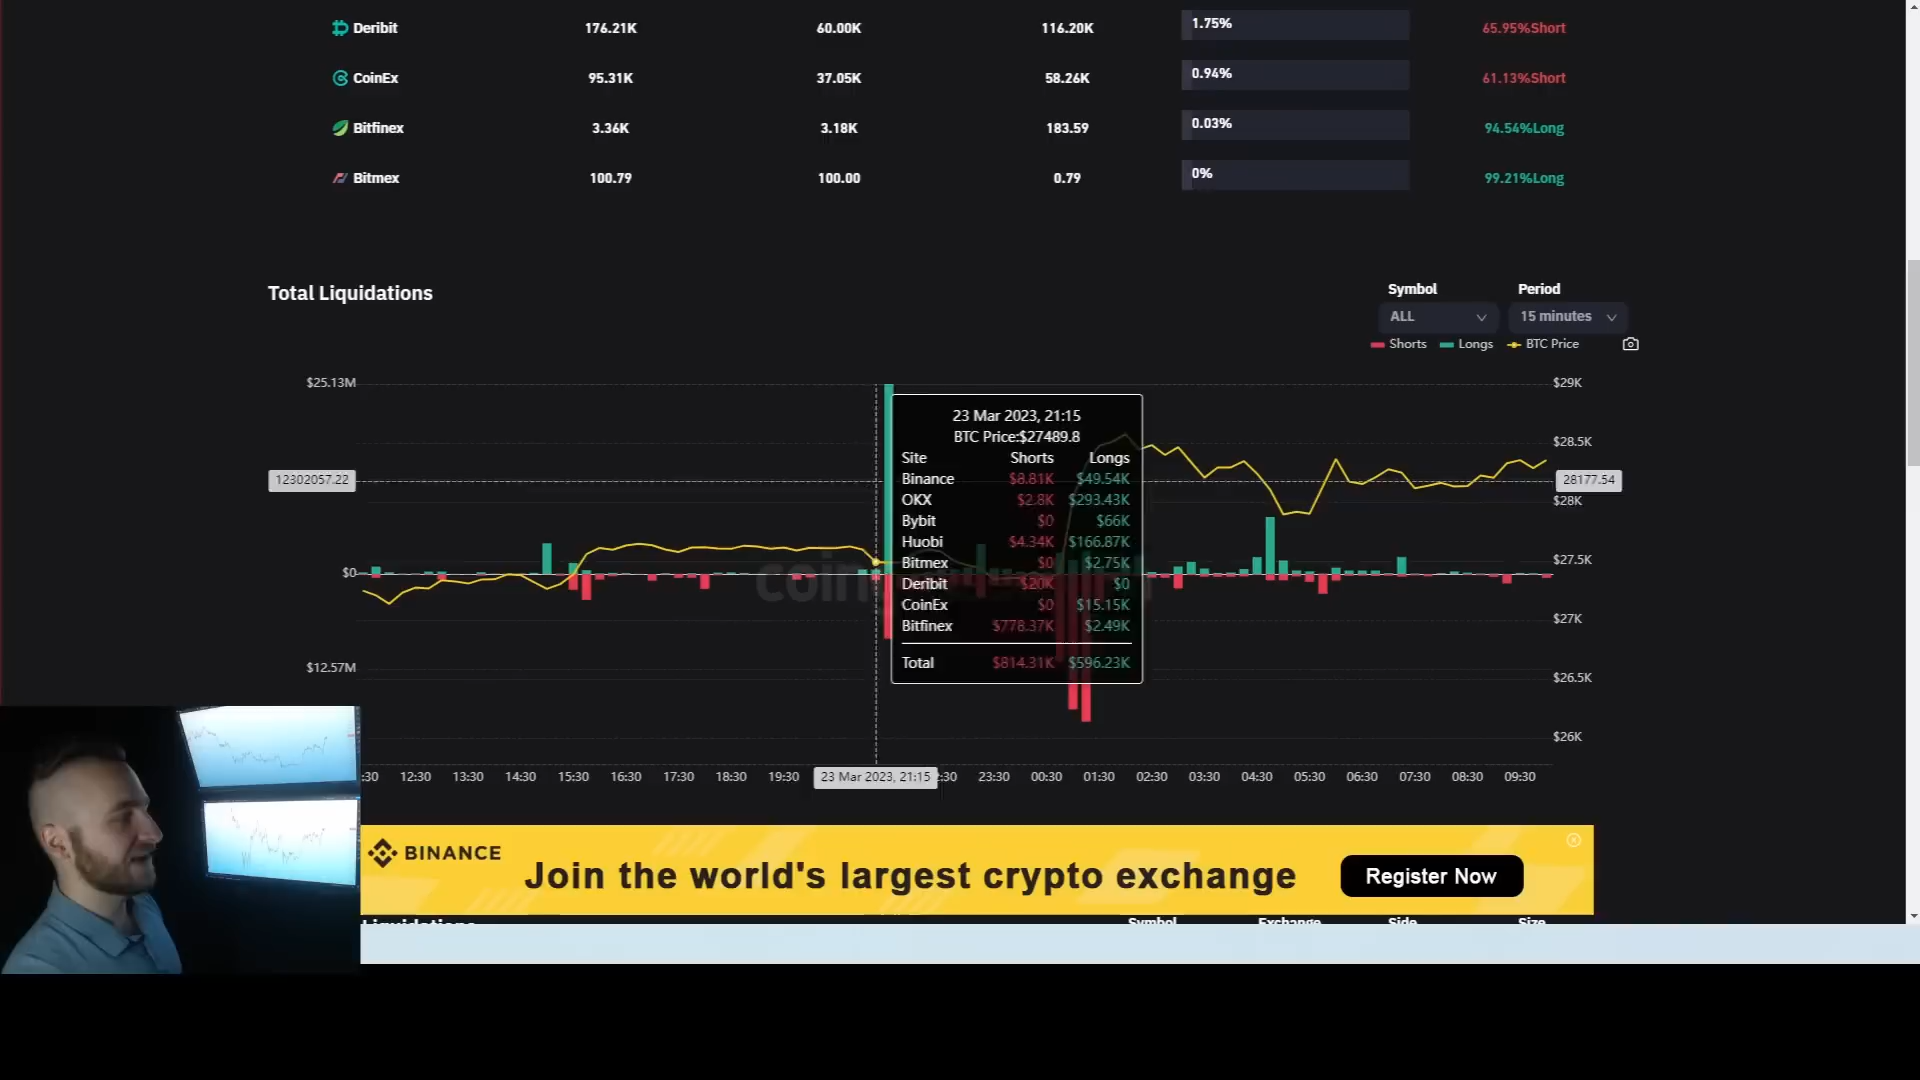 Deribit 176.21K 60.00K 116.20K 1.75% 65.95%Short
CoinEx 95.31K 37.05K 58.26K 0.94% 61.13%Short
Bitfinex 3.36K 3.18K 183.59 0.03% 94.54%Long
Bitmex 100.79 100.00 0.79 0% 99.21%Long
Total Liquidations
Symbol Period
ALL 15 minutes
Shorts Longs BTC Price
$25.13M $29K
23 Mar 2023, 21:15
BTC Price:$27489.8
$28.5K
Site Shorts Longs
Binance $8.81K $49.54K
12302057.22 28177.54
OKX $2.8K $293.43K
$28K
Bybit $0 $66K
Huobi $4.34K $166.87K
Bitmex $0 $2.75K
$27.5K
$0
Deribit $20K $0
CoinEx $0 $15.15K
$27K
Bitfinex $778.37K $2.49K
Total $814.31K $596.23K
$12.57M $26.5K
$26K
:30 12:30 13:30 14:30 15:30 16:30 17:30 18:30 19:30 23 Mar 2023, 21:15 :30 23:30 00:30 01:30 02:30 03:30 04:30 05:30 06:30 07:30 08:30 09:30
BINANCE
Join the world's largest crypto exchange
Register Now
Liquidations Symbol Exchange Side Size